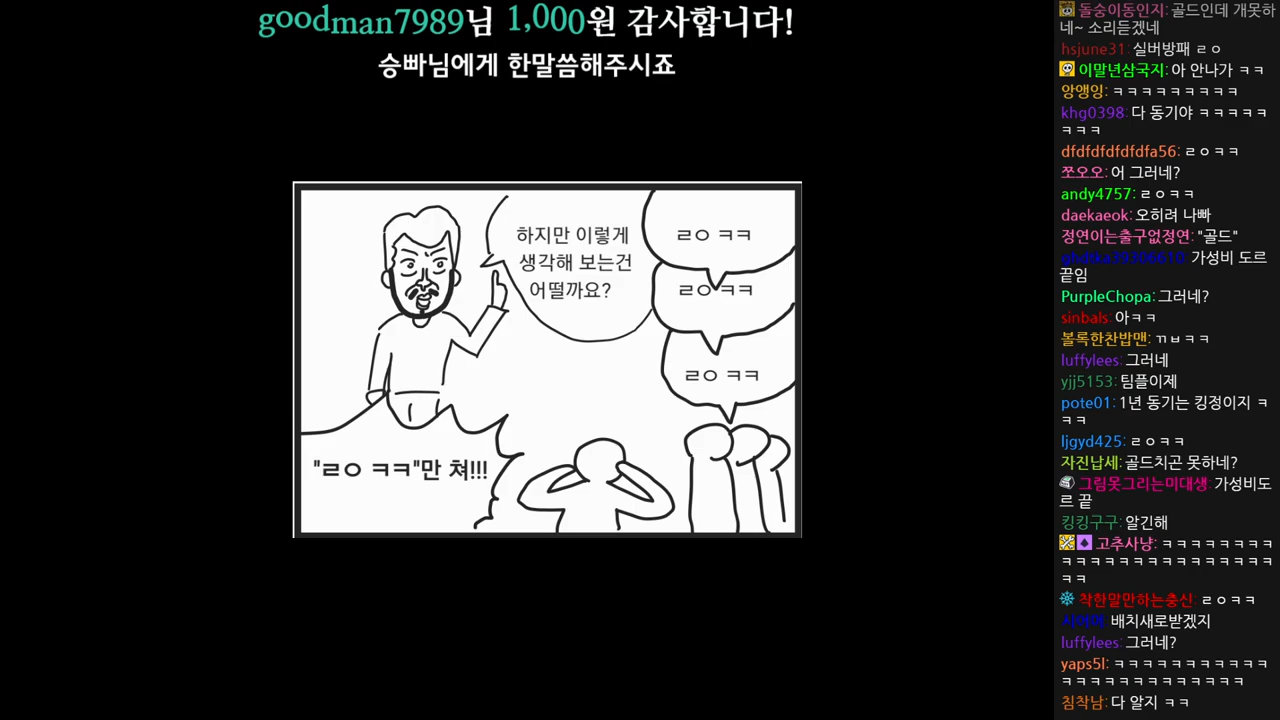 goodman7989님 1,000원 감사합니다!
승빠님에게 한말씀해주시죠
하지만 이렇게
생각해 보는건
어떨까요?
ㄹㅇ ㅋㅋ
ㄹㅇ ㅋㅋ
ㄹㅇ ㅋㅋ
"ㄹㅇ ㅋㅋ"만 쳐!!!
돌숭이동인지: 골드인데 개못하
네~ 소리듣겠네
hsjune31: 실버방패 ㄹㅇ
이말년삼국지: 아 안나가 ㅋㅋ
앙앵잉: ㅋㅋㅋㅋㅋㅋㅋㅋㅋ
khg0398: 다 동기야 ㅋㅋㅋㅋㅋ
ㅋㅋㅋ
dfdfdfdfdfdfa56: ㄹㅇㅋㅋ
쪼오오: 어 그러네?
andy4757: ㄹㅇㅋㅋ
daekaeok: 오히려 나빠
정연이는출구없정연: "골드"
ghdtka39306610: 가성비 도르
끝임
PurpleChopa: 그러네?
sinbals: 아ㅋㅋ
볼록한찬밥맨: ㄲㅂㅋㅋ
luffylees: 그러네
yjj5153: 팀플이제
pote01: 1년 동기는 킹정이지 ㅋ
ㅋㅋ
ljgyd425: ㄹㅇㅋㅋ
자진납세: 골드치곤 못하네?
그림못그리는미대생: 가성비도
르 끝
킹킹구구: 알긴해
고추사냥: ㅋㅋㅋㅋㅋㅋㅋㅋ
ㅋㅋㅋㅋㅋㅋㅋㅋㅋㅋㅋㅋㅋㅋㅋ
ㅋㅋ
착한말만하는충신: ㄹㅇㅋㅋ
배치새로받겠지
luffylees: 그러네?
yaps5l: ㅋㅋㅋㅋㅋㅋㅋㅋㅋㅋㅋ
ㅋㅋㅋㅋㅋㅋㅋㅋㅋㅋㅋㅋㅋ
침착남: 다 알지 ㅋㅋ